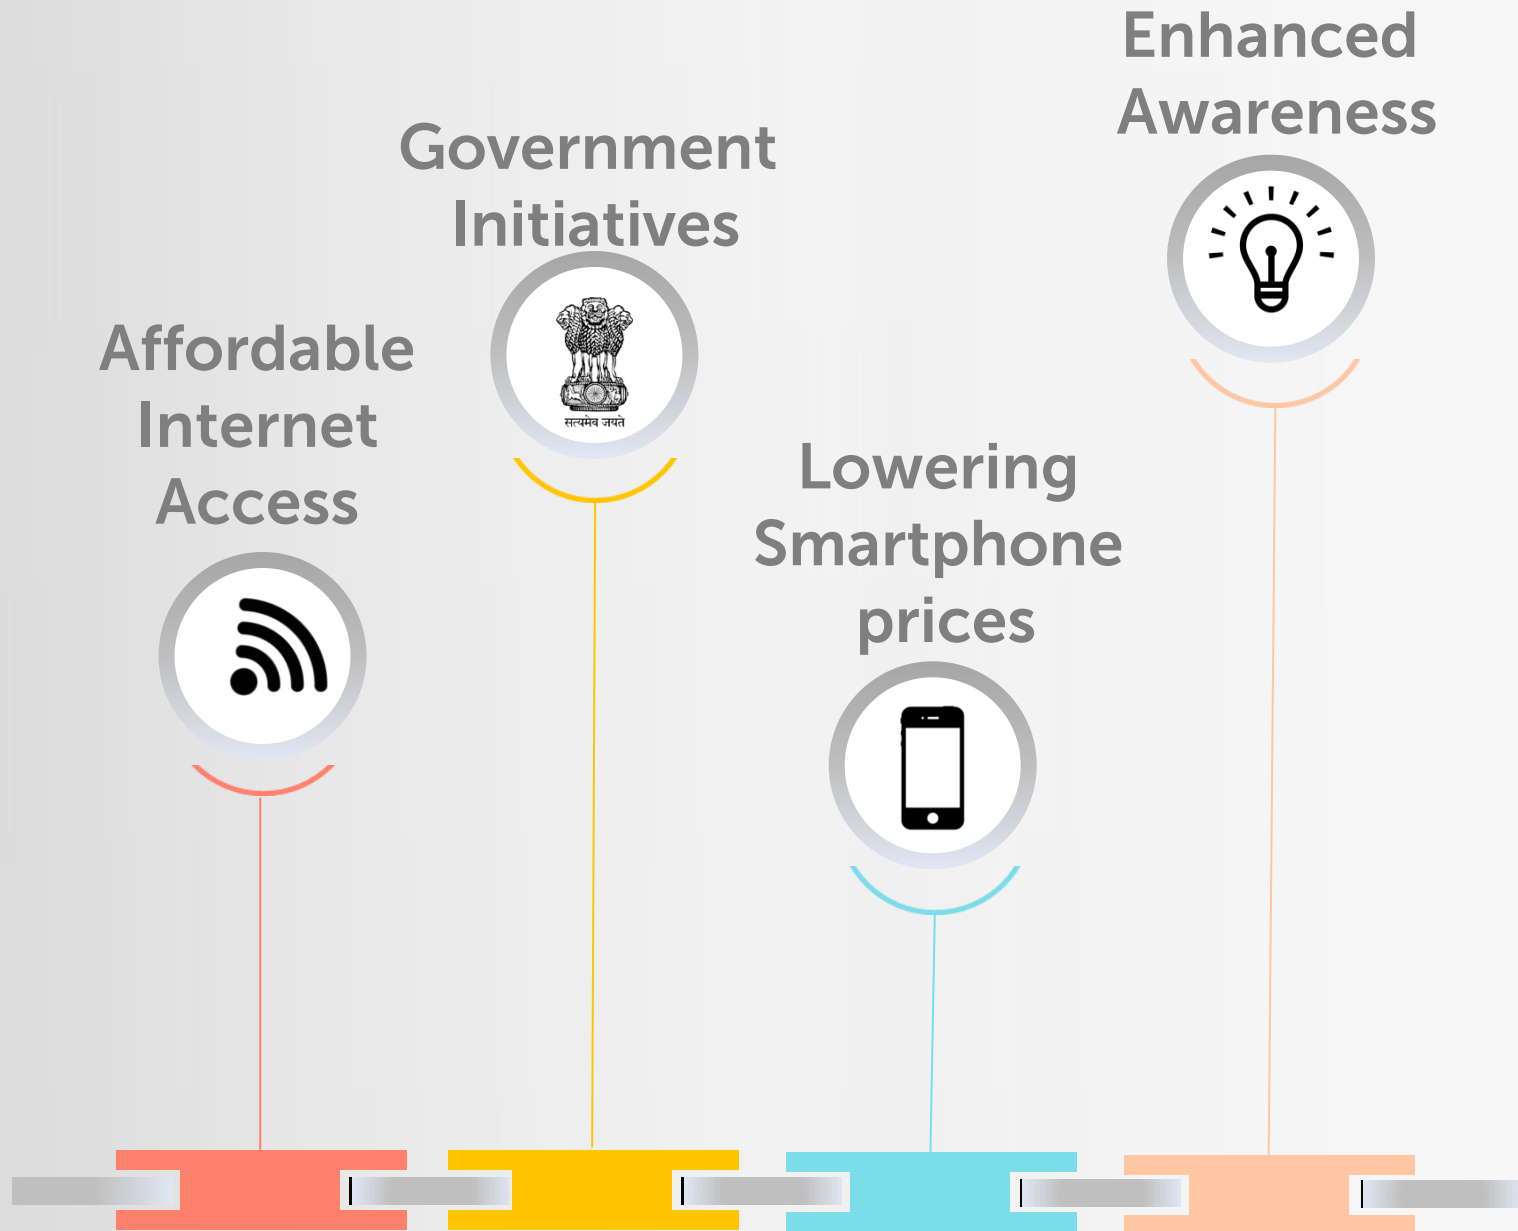 Affordable
Internet
Access
Government
Initiatives
सत्यमेव जयते
Lowering
Smartphone
prices
Enhanced
Awareness